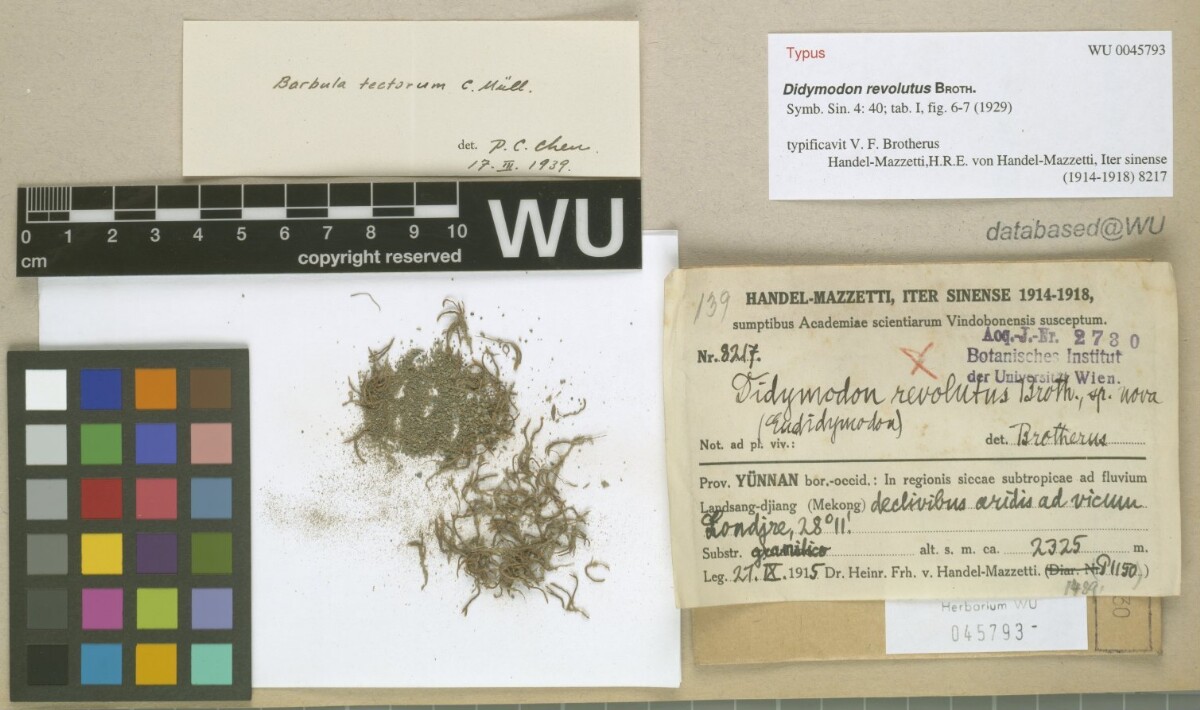 Barbula tectorum C. Müll.
det. P. C. Chen.
17. III. 1939.
Typus WU 0045793
Didymodon revolutus BROTH.
Symb. Sin. 4: 40; tab. I, fig. 6-7 (1929)
typificavit V. F. Brotherus
Handel-Mazzetti,H.R.E. von Handel-Mazzetti, Iter sinense
(1914-1918) 8217
databased@WU
0 1 2 3 4 5 6 7 8 9 10
cm
copyright reserved
WU
139
HANDEL-MAZZETTI, ITER SINENSE 1914-1918,
sumptibus Academiae scientiarum Vindobonensis susceptum.
Acq.-J.-Nr. 2730
Nr. 8217.
Botanisches Institut
der Universität Wien.
Didymodon revolutus Broth., sp. nova
(Eudidymodon)
Not. ad pl. viv.: det. Brotherus
Prov. YÜNNAN bor.-occid.: In regionis siccae subtropicae ad fluvium
Landsang-djiang (Mekong) declivibus aridis ad vicum
Londjre, 28°11'
Substr. granitico alt. s. m. ca. 2325 m.
Leg. 27. IX. 1915 Dr. Heinr. Frh. v. Handel-Mazzetti. (Diar. Nr.
Herbarium WU
045793-
30